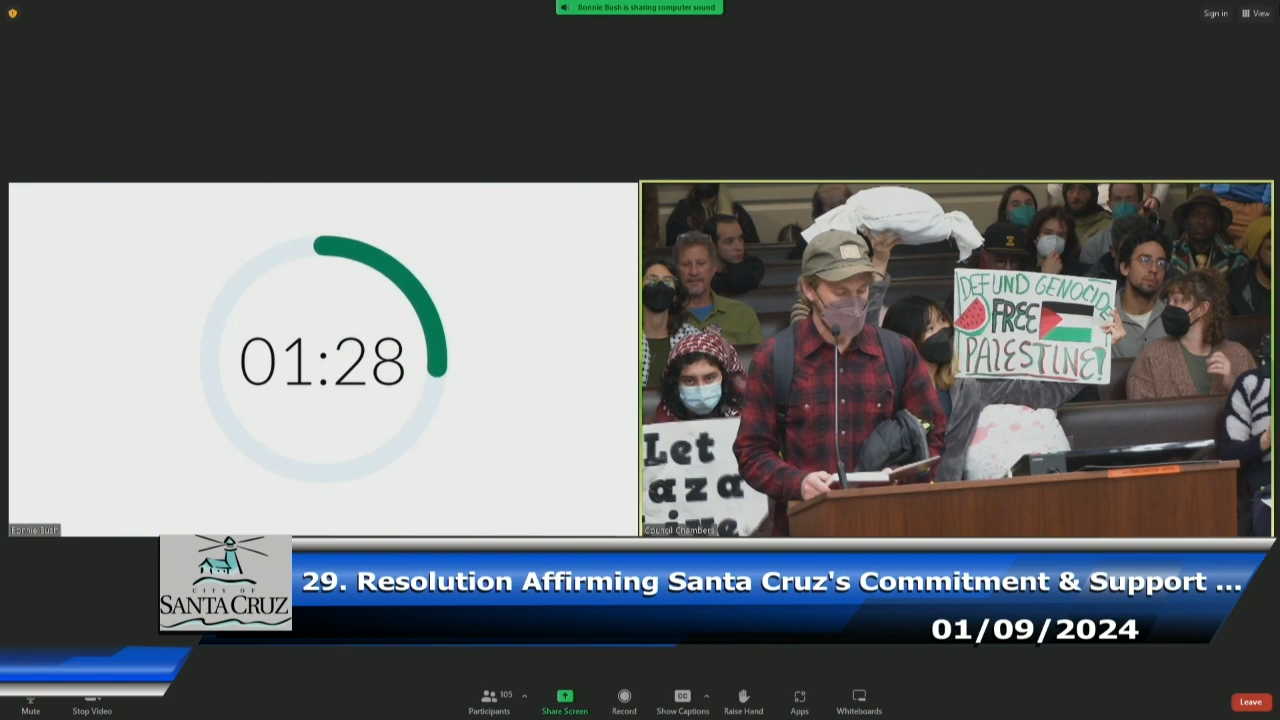 Bonnie Bush is sharing computer sound
Sign in
View
01:28
DEFUND GENOCIDE
FREE
PALESTINE!
Let
aza
ive
Bonnie Bush
Council Chambers
CITY OF
SANTA CRUZ
29. Resolution Affirming Santa Cruz's Commitment & Support ...
01/09/2024
Mute
Stop Video
Participants
105
Share Screen
Record
CC
Show Captions
Raise Hand
Apps
Whiteboards
Leave